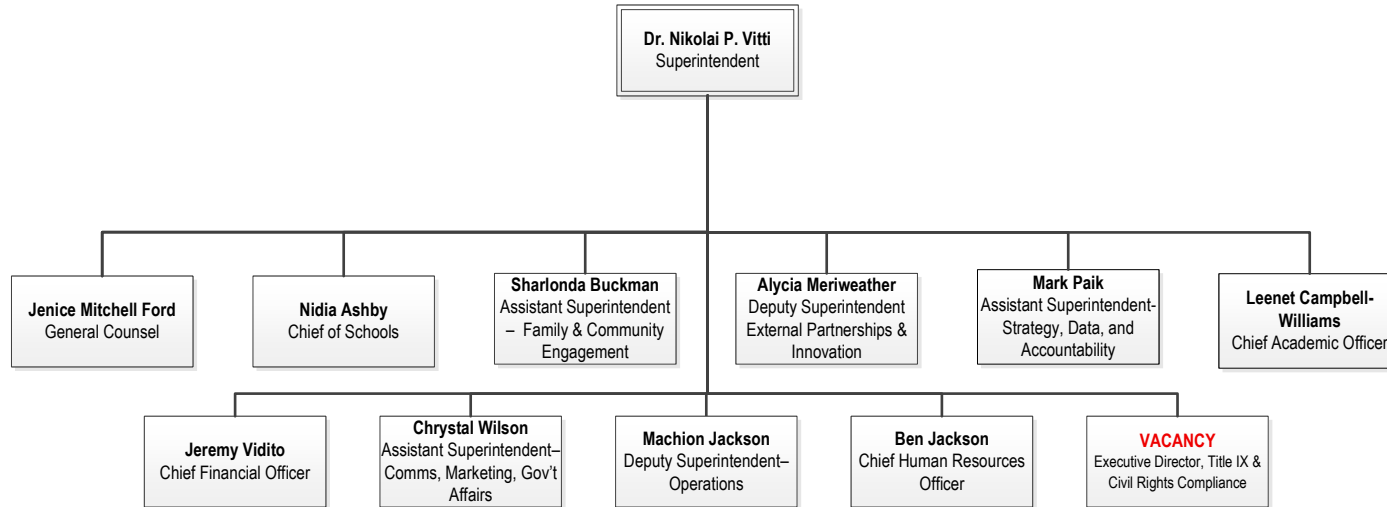 Dr. Nikolai P. Vitti
Superintendent
Jenice Mitchell Ford
General Counsel
Nidia Ashby
Chief of Schools
Sharlonda Buckman
Assistant Superintendent
– Family & Community
Engagement
Alycia Meriweather
Deputy Superintendent
External Partnerships &
Innovation
Mark Paik
Assistant Superintendent-
Strategy, Data, and
Accountability
Leenet Campbell-
Williams
Chief Academic Officer
Jeremy Vidito
Chief Financial Officer
Chrystal Wilson
Assistant Superintendent–
Comms, Marketing, Gov’t
Affairs
Machion Jackson
Deputy Superintendent–
Operations
Ben Jackson
Chief Human Resources
Officer
VACANCY
Executive Director, Title IX &
Civil Rights Compliance